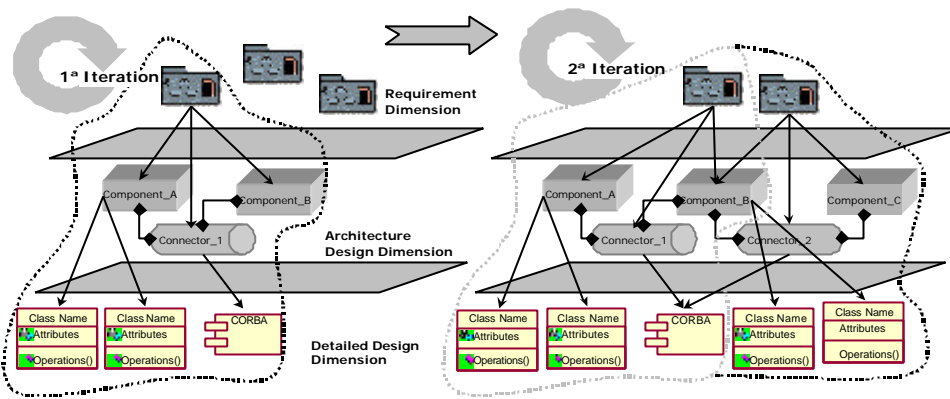 1ª Iteration
Requirement
Dimension
Component_A
Component_B
Connector_1
Architecture
Design Dimension
Class Name
Attributes
Operations()
Class Name
Attributes
Operations()
CORBA
Detailed Design
Dimension
2ª Iteration
Component_A
Component_B
Component_C
Connector_1
Connector_2
Class Name
Attributes
Operations()
Class Name
Attributes
Operations()
CORBA
Class Name
Attributes
Operations()
Class Name
Attributes
Operations()